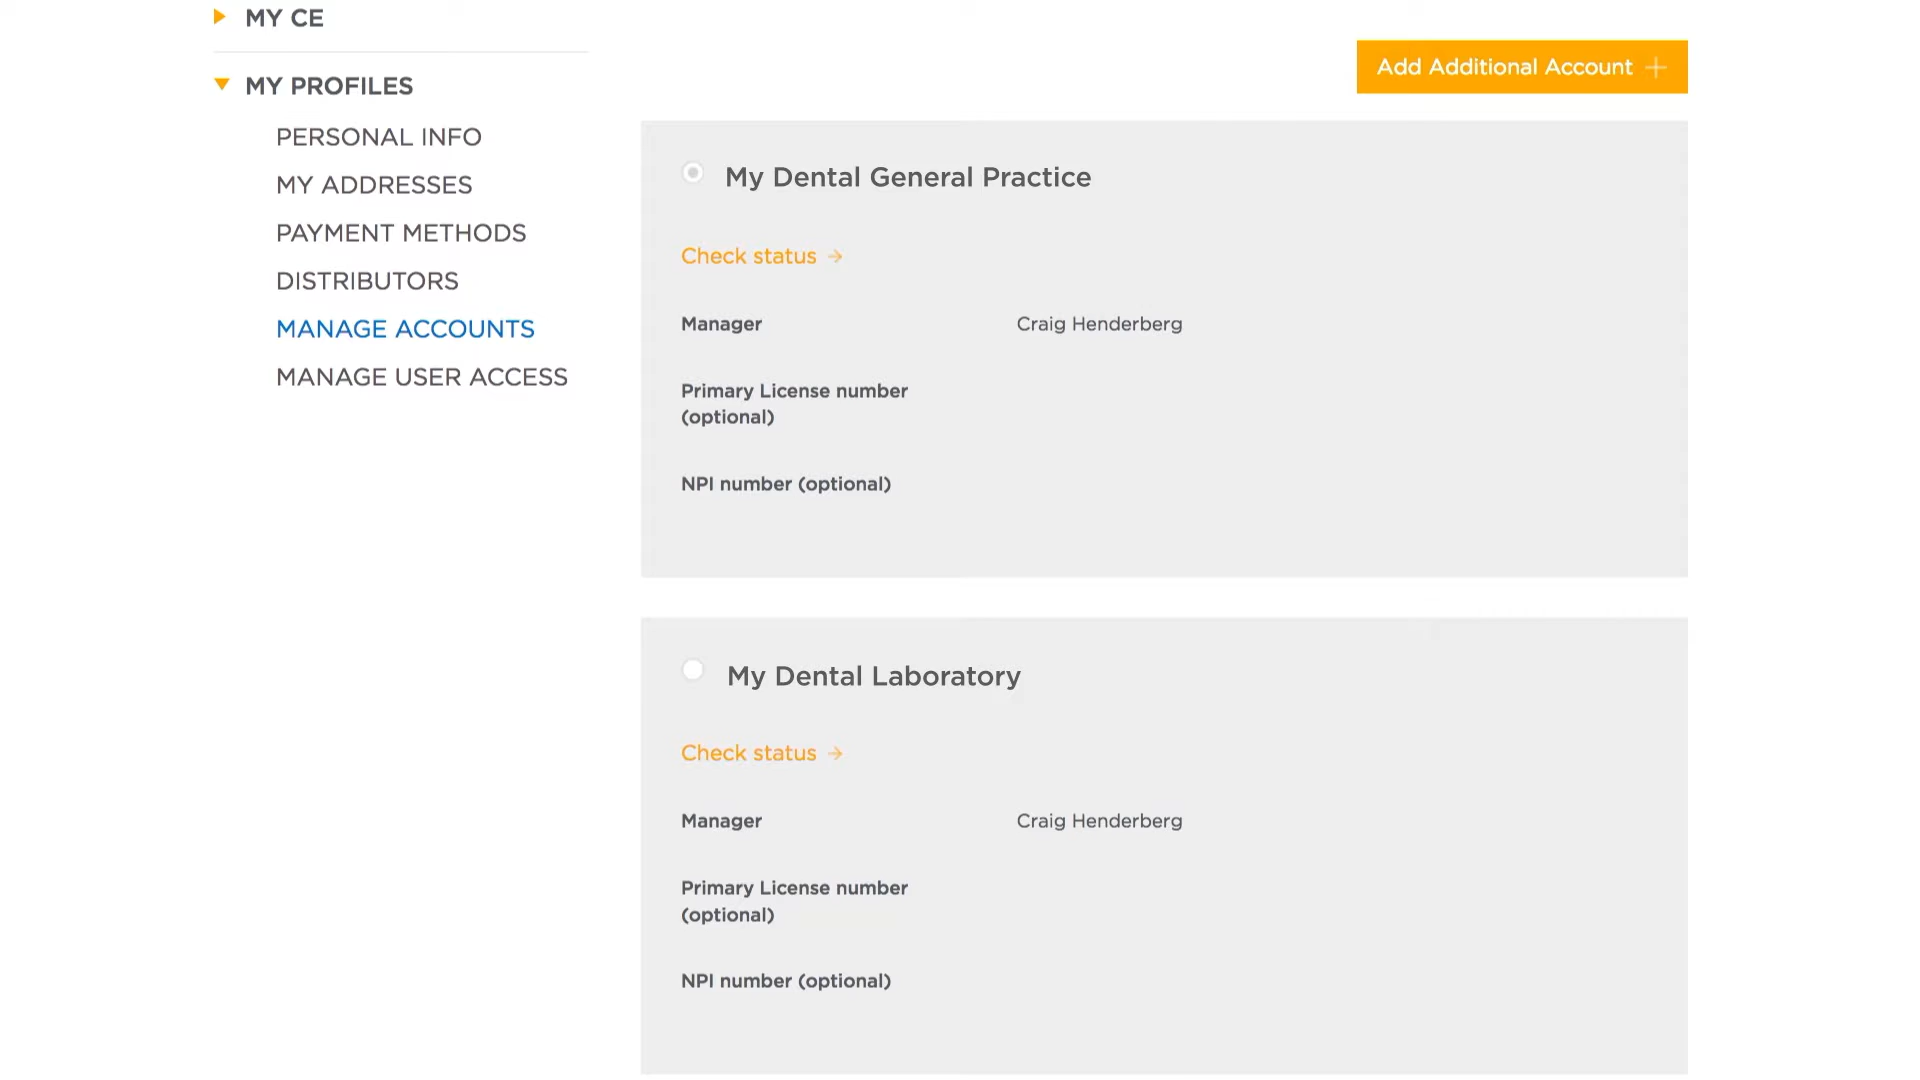 MY CE
MY PROFILES
PERSONAL INFO
MY ADDRESSES
PAYMENT METHODS
DISTRIBUTORS
MANAGE ACCOUNTS
MANAGE USER ACCESS
Add Additional Account +
My Dental General Practice
Check status →
Manager Craig Henderberg
Primary License number
(optional)
NPI number (optional)
My Dental Laboratory
Check status →
Manager Craig Henderberg
Primary License number
(optional)
NPI number (optional)